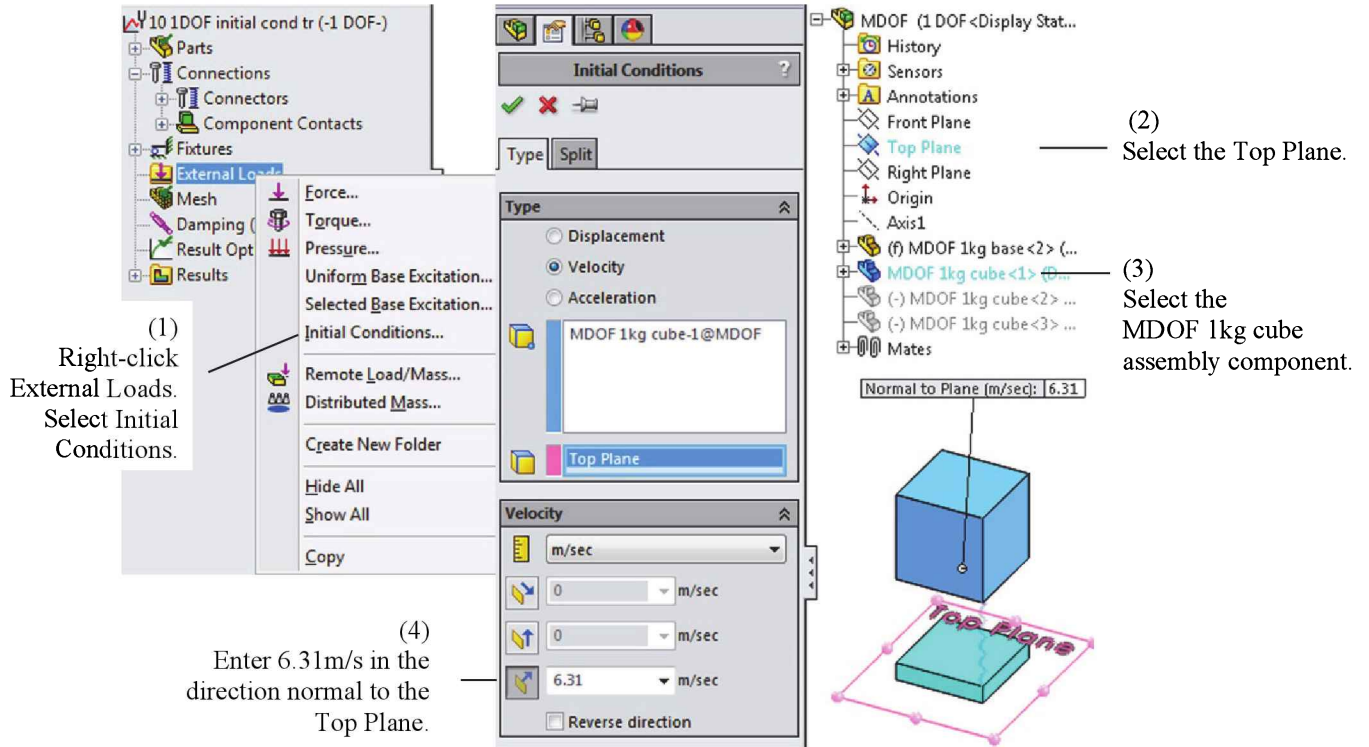 10 1DOF initial cond tr (-1 DOF-)
Parts
Connections
Connectors
Component Contacts
Fixtures
External Loads
Mesh
Damping (
Result Opt
Results
Force...
Torque...
Pressure...
Uniform Base Excitation...
Selected Base Excitation...
Initial Conditions...
Remote Load/Mass...
Distributed Mass...
Create New Folder
Hide All
Show All
Copy
(1)
Right-click
External Loads.
Select Initial
Conditions.
Initial Conditions
?
Type Split
Type
Displacement
Velocity
Acceleration
MDOF 1kg cube-1@MDOF
Top Plane
Velocity
m/sec
0 m/sec
0 m/sec
6.31 m/sec
Reverse direction
(4)
Enter 6.31m/s in the
direction normal to the
Top Plane.
MDOF (1 DOF<Display Stat...
History
Sensors
A Annotations
Front Plane
Top Plane
Right Plane
Origin
Axis1
(f) MDOF 1kg base<2> (...
MDOF 1kg cube<1> (D...
(-) MDOF 1kg cube<2> ...
(-) MDOF 1kg cube<3> ...
Mates
(2)
Select the Top Plane.
(3)
Select the
MDOF 1kg cube
assembly component.
Normal to Plane (m/sec): 6.31
Top Plane